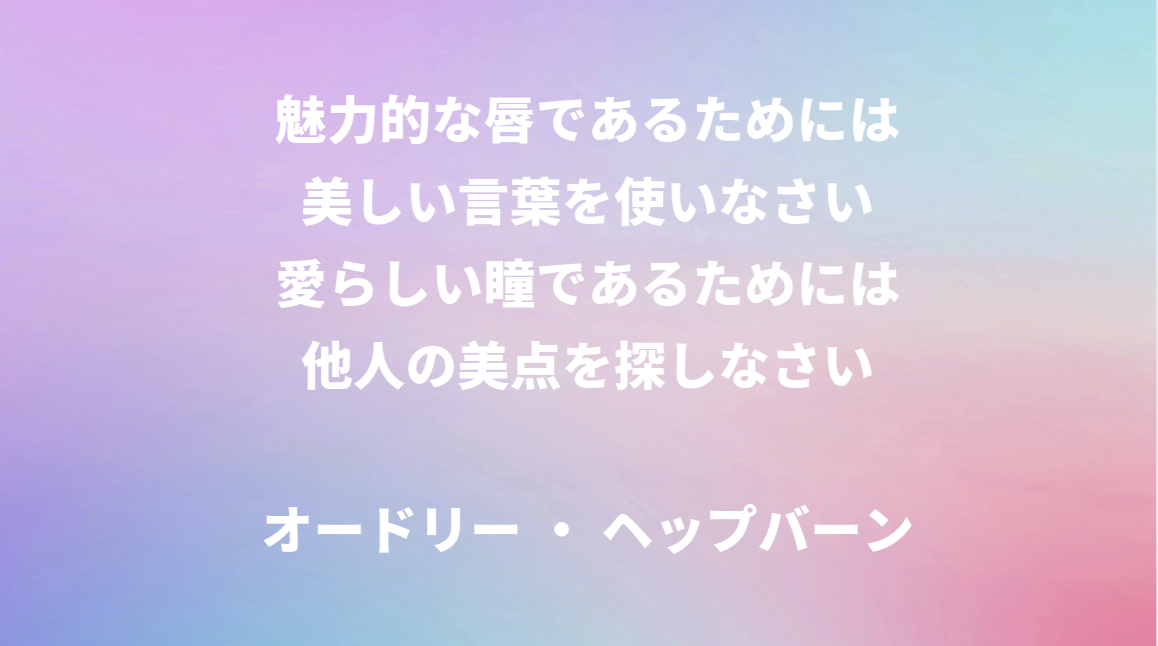 魅力的な唇であるためには
美しい言葉を使いなさい
愛らしい瞳であるためには
他人の美点を探しなさい
オードリー ・ ヘップバーン